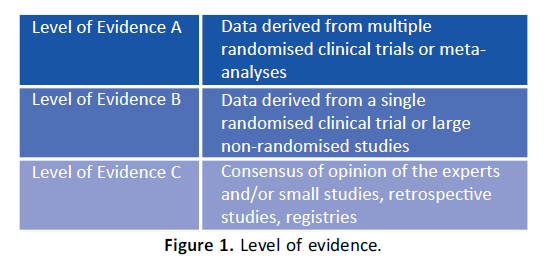 Level of Evidence A
Data derived from multiple
randomised clinical trials or meta-
analyses
Level of Evidence B
Data derived from a single
randomised clinical trial or large
non-randomised studies
Level of Evidence C
Consensus of opinion of the experts
and/or small studies, retrospective
studies, registries
Figure 1. Level of evidence.